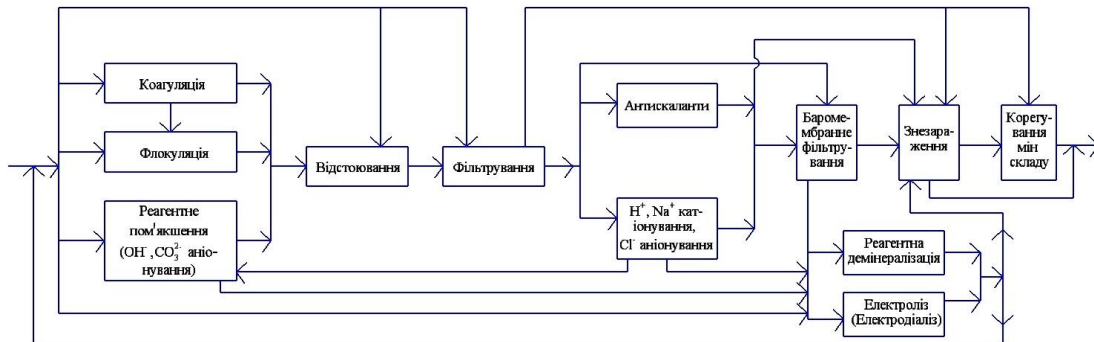 Коагуляція
Флокуляція
Реагентне
пом'якшення
(OH⁻, CO₃²⁻ аніо-
нування)
Відстоювання
Фільтрування
Антискаланти
H⁺, Na⁺ кат-
іонування,
Cl⁻ аніонування
Бароме-
мбранне
фільтру-
вання
Знезара-
ження
Корегу-
вання
мін
складу
Реагентна
демінералізація
Електроліз
(Електродіаліз)